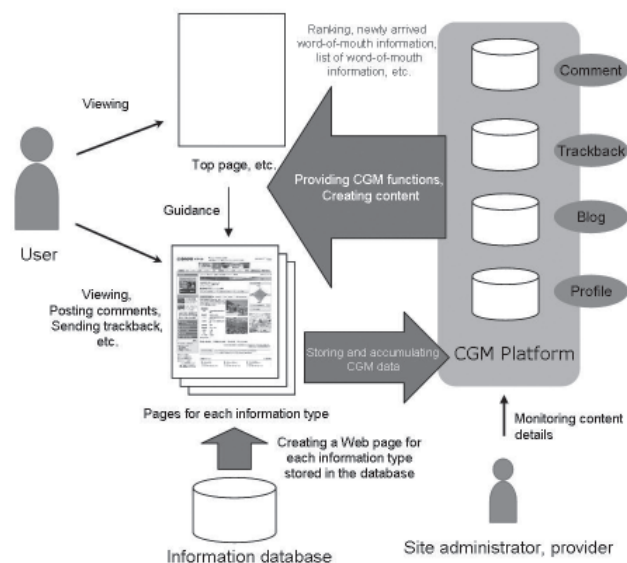 Ranking, newly arrived
word-of-mouth information,
list of word-of-mouth
information, etc.
Comment
Viewing
Trackback
Top page, etc.
Providing CGM functions,
Creating content
Guidance
Blog
User
Profile
Viewing,
Posting comments,
Sending trackback,
etc.
Storing and accumulating
CGM data
CGM Platform
Pages for each information type
Monitoring content
details
Creating a Web page for
each information type
stored in the database
Information database
Site administrator, provider